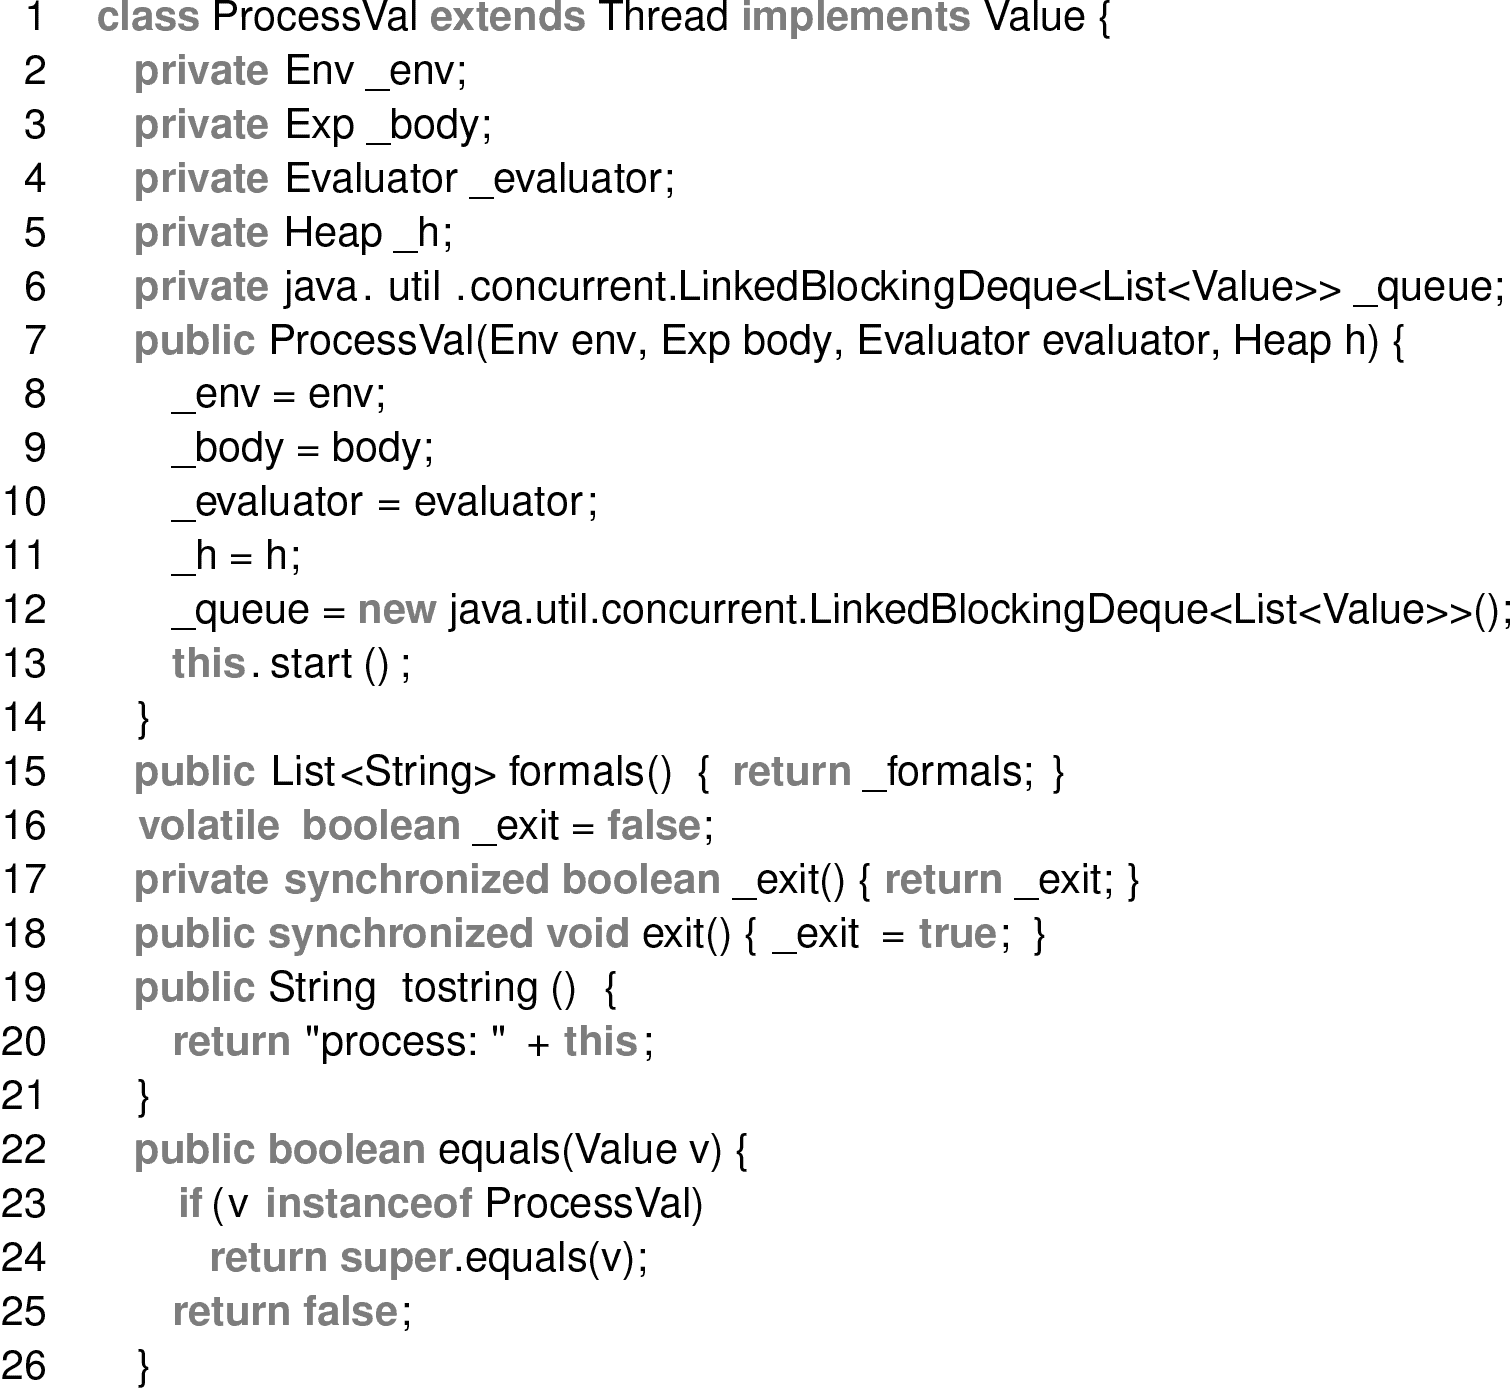 1 class ProcessVal extends Thread implements Value {
2 private Env _env;
3 private Exp _body;
4 private Evaluator _evaluator;
5 private Heap _h;
6 private java. util .concurrent.LinkedBlockingDeque<List<Value>> _queue;
7 public ProcessVal(Env env, Exp body, Evaluator evaluator, Heap h) {
8 _env = env;
9 _body = body;
10 _evaluator = evaluator;
11 _h = h;
12 _queue = new java.util.concurrent.LinkedBlockingDeque<List<Value>>();
13 this. start () ;
14 }
15 public List<String> formals() { return _formals; }
16 volatile boolean _exit = false;
17 private synchronized boolean _exit() { return _exit; }
18 public synchronized void exit() { _exit = true; }
19 public String tostring () {
20 return "process: " + this;
21 }
22 public boolean equals(Value v) {
23 if (v instanceof ProcessVal)
24 return super.equals(v);
25 return false;
26 }